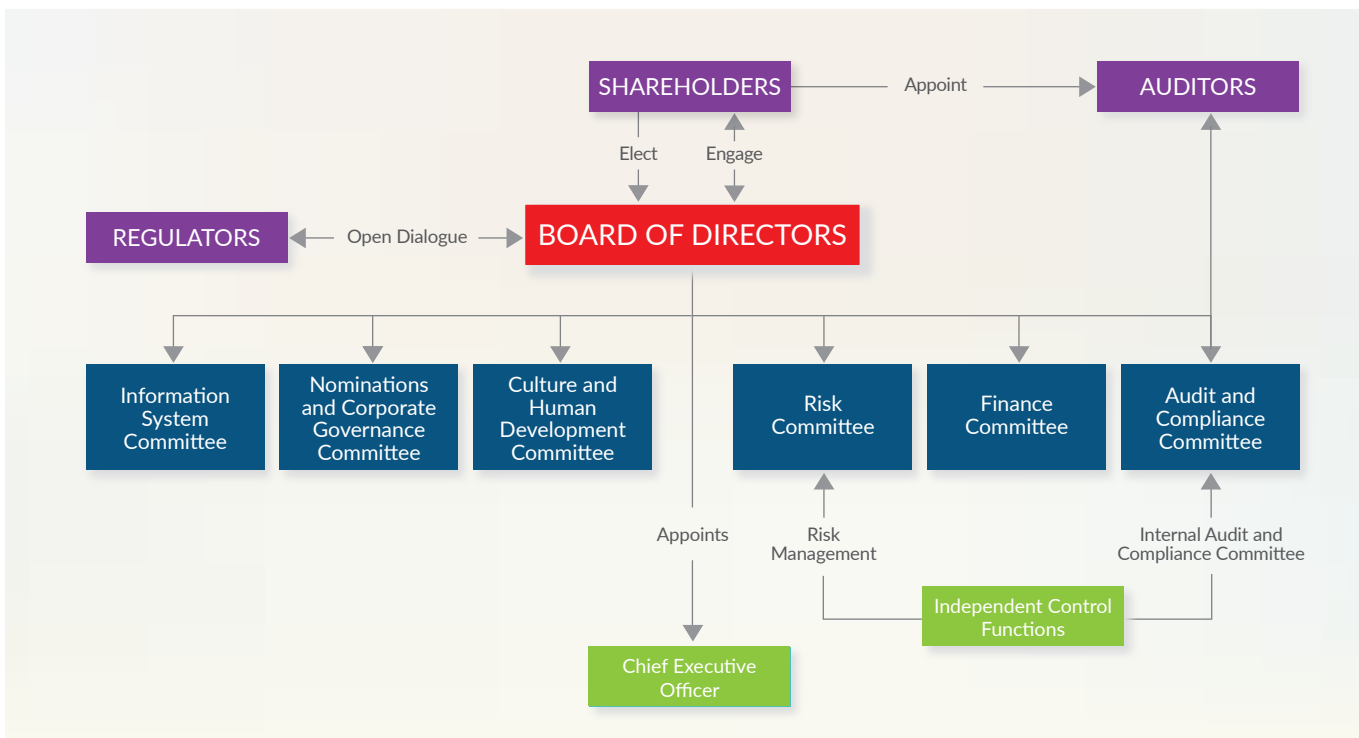 SHAREHOLDERS
Appoint
AUDITORS
Elect
Engage
REGULATORS
Open Dialogue
BOARD OF DIRECTORS
Information
System
Committee
Nominations
and Corporate
Governance
Committee
Culture and
Human
Development
Committee
Risk
Committee
Finance
Committee
Audit and
Compliance
Committee
Appoints
Risk
Management
Internal Audit and
Compliance Committee
Independent Control
Functions
Chief Executive
Officer